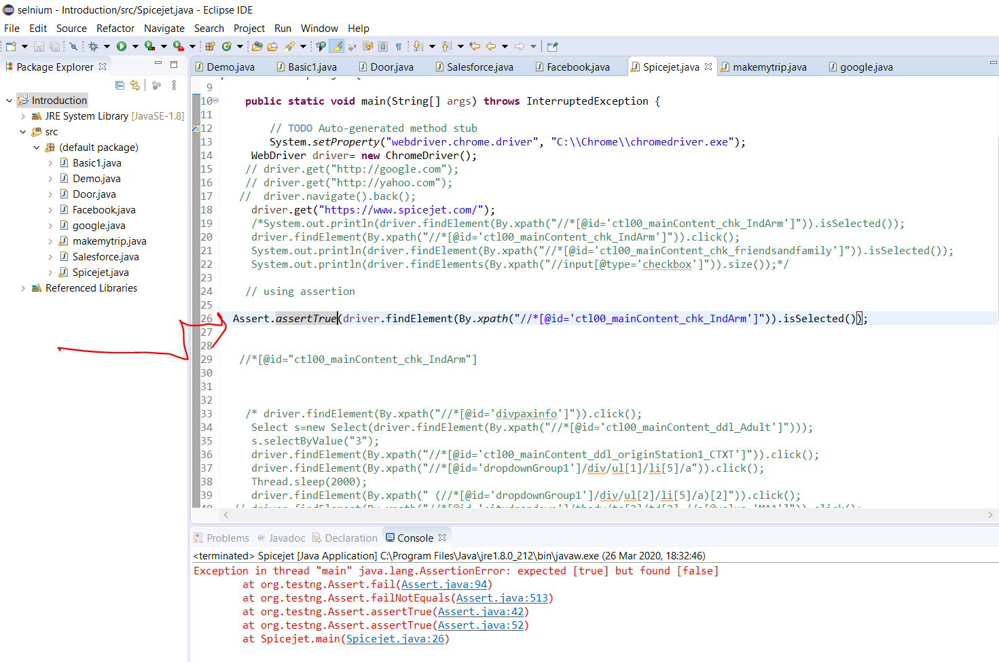 selnium - Introduction/src/Spicejet.java - Eclipse IDE
File Edit Source Refactor Navigate Search Project Run Window Help
Package Explorer
Introduction
JRE System Library [JavaSE-1.8]
src
(default package)
Basic1.java
Demo.java
Door.java
Facebook.java
google.java
makemytrip.java
Salesforce.java
Spicejet.java
Referenced Libraries
Demo.java Basic1.java Door.java Salesforce.java Facebook.java Spicejet.java makemytrip.java google.java
9
10 public static void main(String[] args) throws InterruptedException {
11
12 // TODO Auto-generated method stub
13 System.setProperty("webdriver.chrome.driver", "C:\\Chrome\\chromedriver.exe");
14 WebDriver driver= new ChromeDriver();
15 // driver.get("http://google.com");
16 // driver.get("http://yahoo.com");
17 // driver.navigate().back();
18 driver.get("https://www.spicejet.com/");
19 /*System.out.println(driver.findElement(By.xpath("//*[@id='ctl00_mainContent_chk_IndArm']")).isSelected());
20 driver.findElement(By.xpath("//*[@id='ctl00_mainContent_chk_IndArm']")).click();
21 System.out.println(driver.findElement(By.xpath("//*[@id='ctl00_mainContent_chk_friendsandfamily']")).isSelected());
22 System.out.println(driver.findElements(By.xpath("//input[@type='checkbox']")).size());*/
23
24 // using assertion
25
26 Assert.assertTrue(driver.findElement(By.xpath("//*[@id='ctl00_mainContent_chk_IndArm']")).isSelected());
27
28
29 //*[@id="ctl00_mainContent_chk_IndArm"]
30
31
32
33 /* driver.findElement(By.xpath("//*[@id='divpaxinfo']")).click();
34 Select s=new Select(driver.findElement(By.xpath("//*[@id='ctl00_mainContent_ddl_Adult']")));
35 s.selectByValue("3");
36 driver.findElement(By.xpath("//*[@id='ctl00_mainContent_ddl_originStation1_CTXT']")).click();
37 driver.findElement(By.xpath("//*[@id='dropdownGroup1']/div/ul[1]/li[5]/a")).click();
38 Thread.sleep(2000);
39 driver.findElement(By.xpath(" (//*[@id='dropdownGroup1']/div/ul[2]/li[5]/a)[2]")).click();
Problems Javadoc Declaration Console
<terminated> Spicejet [Java Application] C:\Program Files\Java\jre1.8.0_212\bin\javaw.exe (26 Mar 2020, 18:32:46)
Exception in thread "main" java.lang.AssertionError: expected [true] but found [false]
at org.testng.Assert.fail(Assert.java:94)
at org.testng.Assert.failNotEquals(Assert.java:513)
at org.testng.Assert.assertTrue(Assert.java:42)
at org.testng.Assert.assertTrue(Assert.java:52)
at Spicejet.main(Spicejet.java:26)